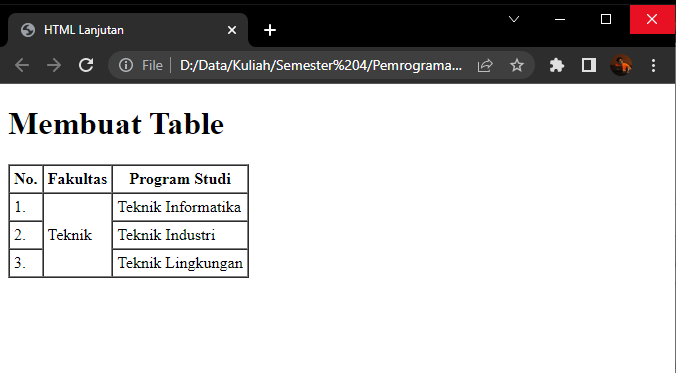 HTML Lanjutan
File D:/Data/Kuliah/Semester%204/Pemrograma...
Membuat Table
No. Fakultas Program Studi
1. Teknik Informatika
2. Teknik Teknik Industri
3. Teknik Lingkungan